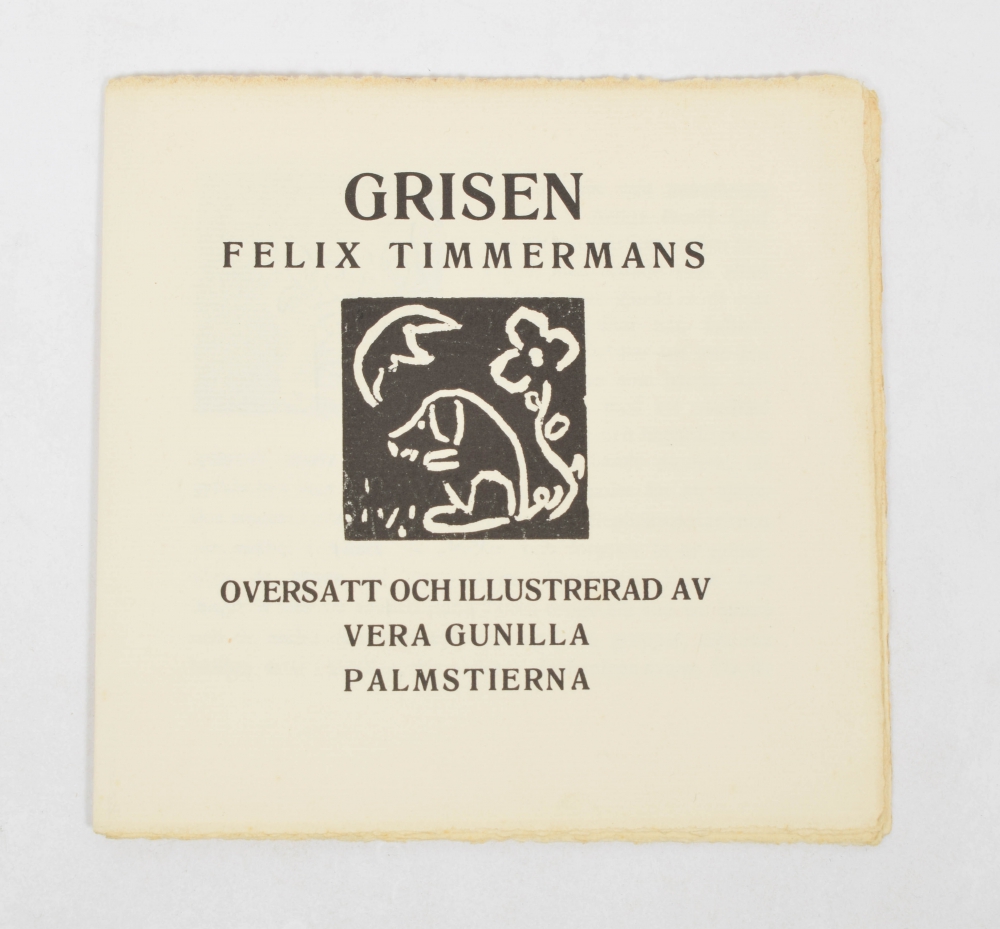 GRISEN
FELIX TIMMERMANS
OVERSATT OCH ILLUSTRERAD AV
VERA GUNILLA
PALMSTIERNA